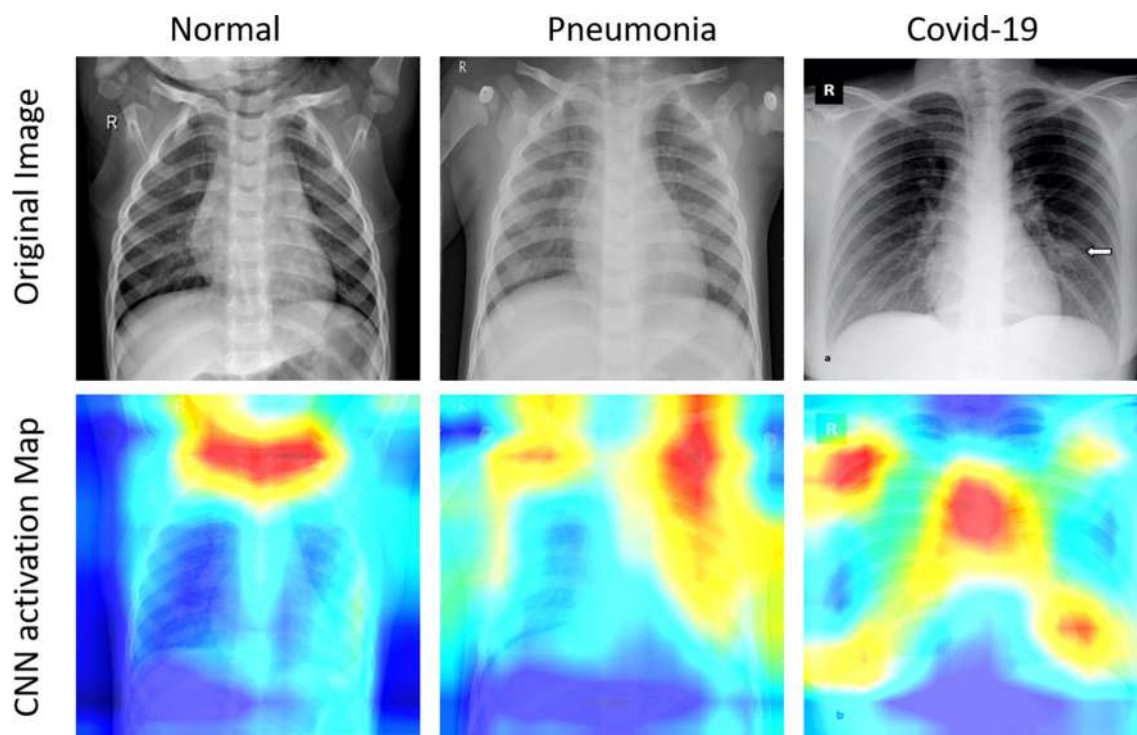 Normal
Pneumonia
Covid-19
Original Image
R
R
R
a
CNN activation Map
R
R
R
b